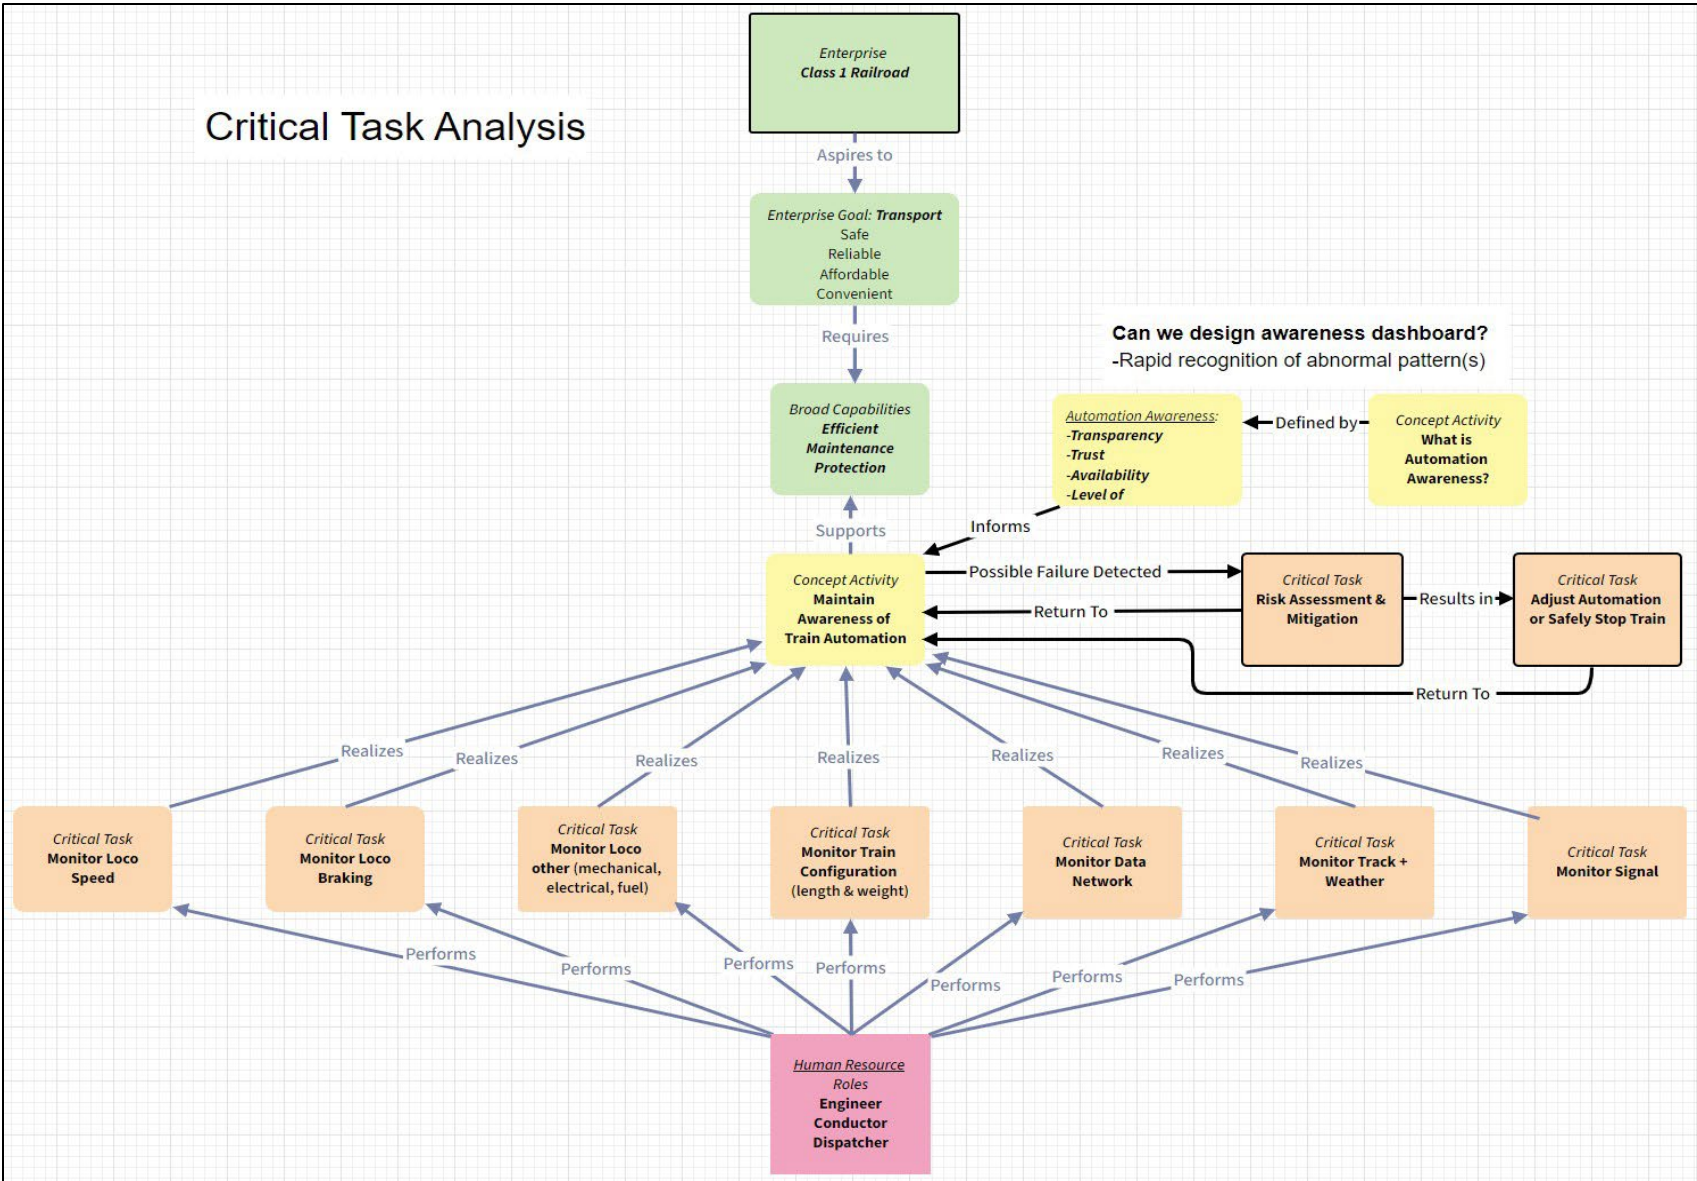 Enterprise
Class 1 Railroad
Critical Task Analysis
Aspires to
Enterprise Goal: Transport
Safe
Reliable
Affordable
Convenient
Requires
Can we design awareness dashboard?
-Rapid recognition of abnormal pattern(s)
Broad Capabilities
Efficient
Maintenance
Protection
Automation Awareness:
-Transparency
-Trust
-Availability
-Level of
Defined by
Concept Activity
What is
Automation
Awareness?
Supports
Informs
Concept Activity
Maintain
Awareness of
Train Automation
Possible Failure Detected
Return To
Critical Task
Risk Assessment &
Mitigation
Results in
Critical Task
Adjust Automation
or Safely Stop Train
Return To
Realizes
Realizes
Realizes
Realizes
Realizes
Realizes
Realizes
Critical Task
Monitor Loco
Speed
Critical Task
Monitor Loco
Braking
Critical Task
Monitor Loco
other (mechanical,
electrical, fuel)
Critical Task
Monitor Train
Configuration
(length & weight)
Critical Task
Monitor Data
Network
Critical Task
Monitor Track +
Weather
Critical Task
Monitor Signal
Performs
Performs
Performs
Performs
Performs
Performs
Performs
Human Resource
Roles
Engineer
Conductor
Dispatcher